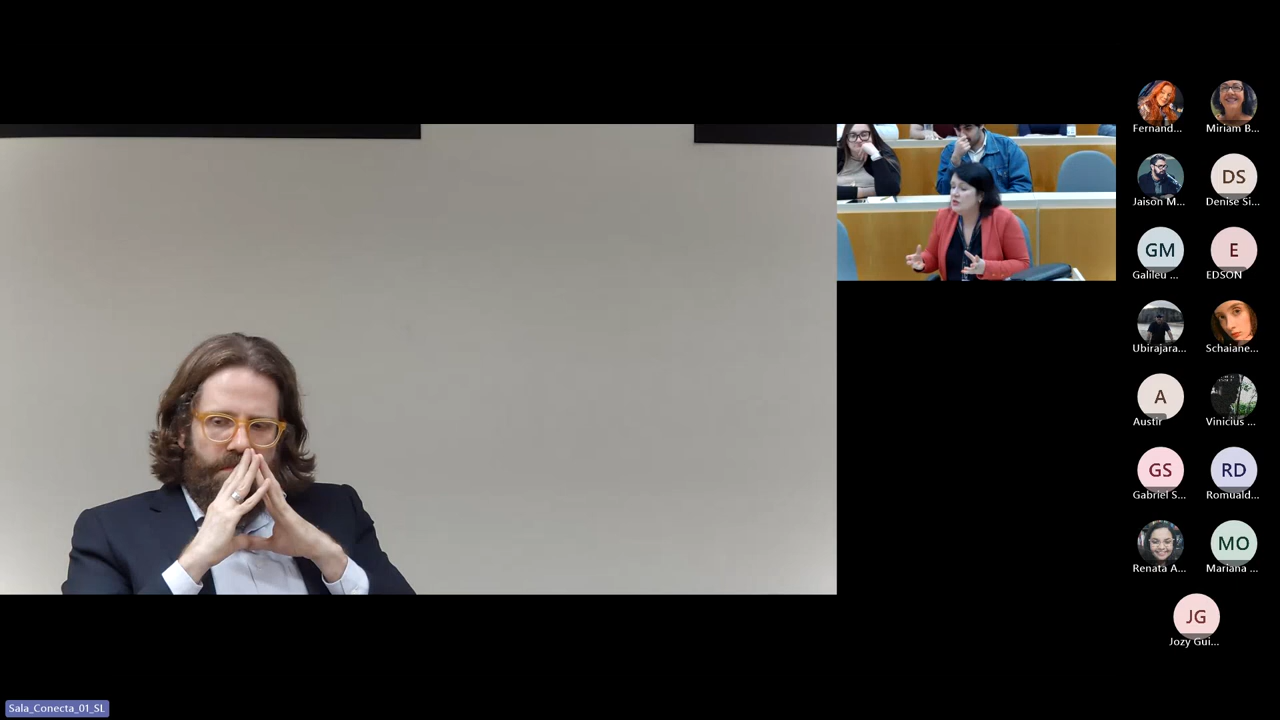 Fernand...
Miriam B...
Jaison M...
DS
Denise Si...
GM
Galileu ...
E
EDSON
Ubirajara...
Schaiane...
A
Austir
Vinicius ...
GS
Gabriel S...
RD
Romuald...
Renata A...
MO
Mariana ...
JG
Jozy Gui...
Sala_Conecta_01_SL